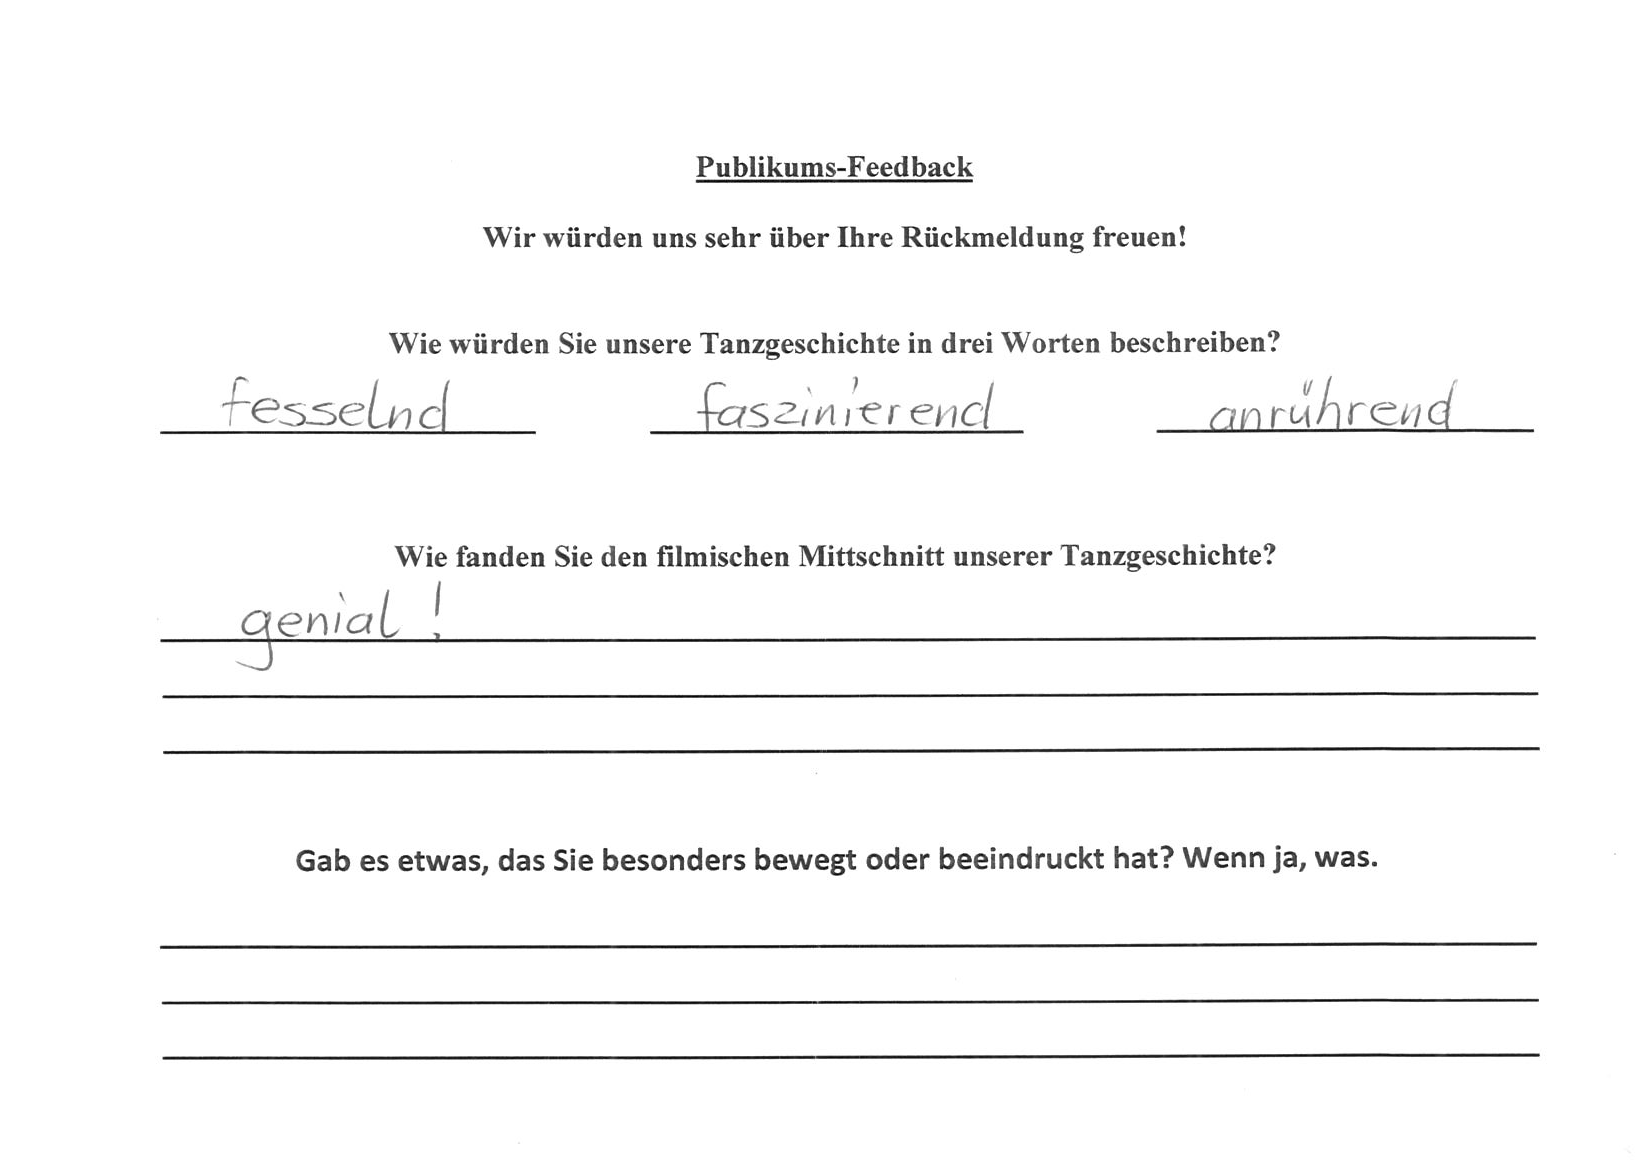 Publikums-Feedback
Wir würden uns sehr über Ihre Rückmeldung freuen!
Wie würden Sie unsere Tanzgeschichte in drei Worten beschreiben?
fesselnd faszinierend anrührend
Wie fanden Sie den filmischen Mittschnitt unserer Tanzgeschichte?
genial !
Gab es etwas, das Sie besonders bewegt oder beeindruckt hat? Wenn ja, was.